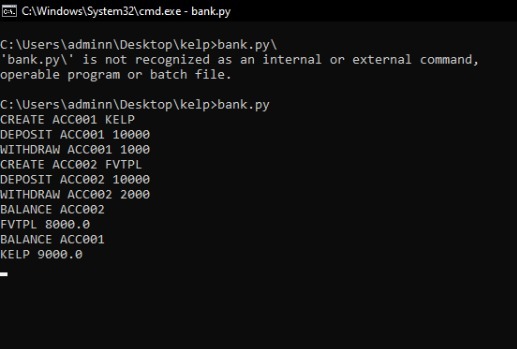 C:\Windows\System32\cmd.exe - bank.py
C:\Users\adminn\Desktop\kelp>bank.py\
'bank.py\' is not recognized as an internal or external command,
operable program or batch file.
C:\Users\adminn\Desktop\kelp>bank.py
CREATE ACC001 KELP
DEPOSIT ACC001 10000
WITHDRAW ACC001 1000
CREATE ACC002 FVTPL
DEPOSIT ACC002 10000
WITHDRAW ACC002 2000
BALANCE ACC002
FVTPL 8000.0
BALANCE ACC001
KELP 9000.0